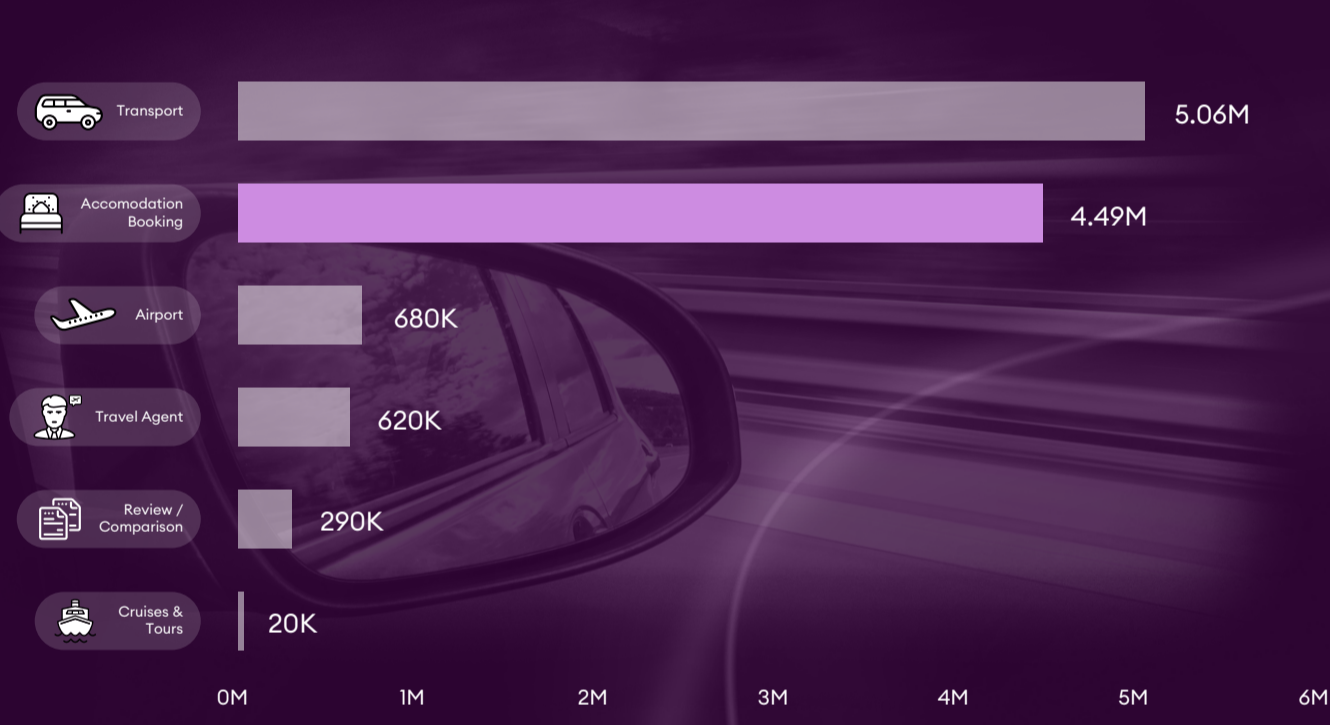 Transport
5.06M
Accomodation
Booking
4.49M
Airport
680K
Travel Agent
620K
Review /
Comparison
290K
Cruises &
Tours
20K
0M 1M 2M 3M 4M 5M 6M